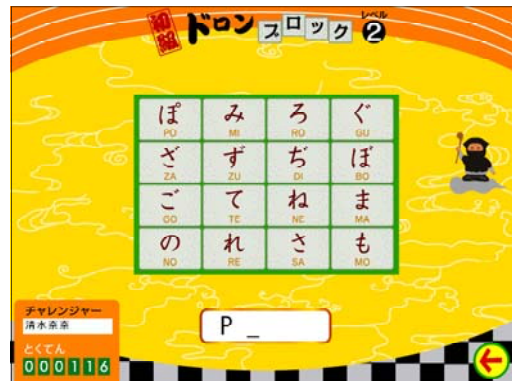 初級 ドロンブロック レベル 2
ぽ み ろ ぐ
PO MI RO GU
ざ ず ぢ ぼ
ZA ZU DI BO
ご て ね ま
GO TE NE MA
の れ さ も
NO RE SA MO
P _
チャレンジャー
清水奈奈
とくてん
000116